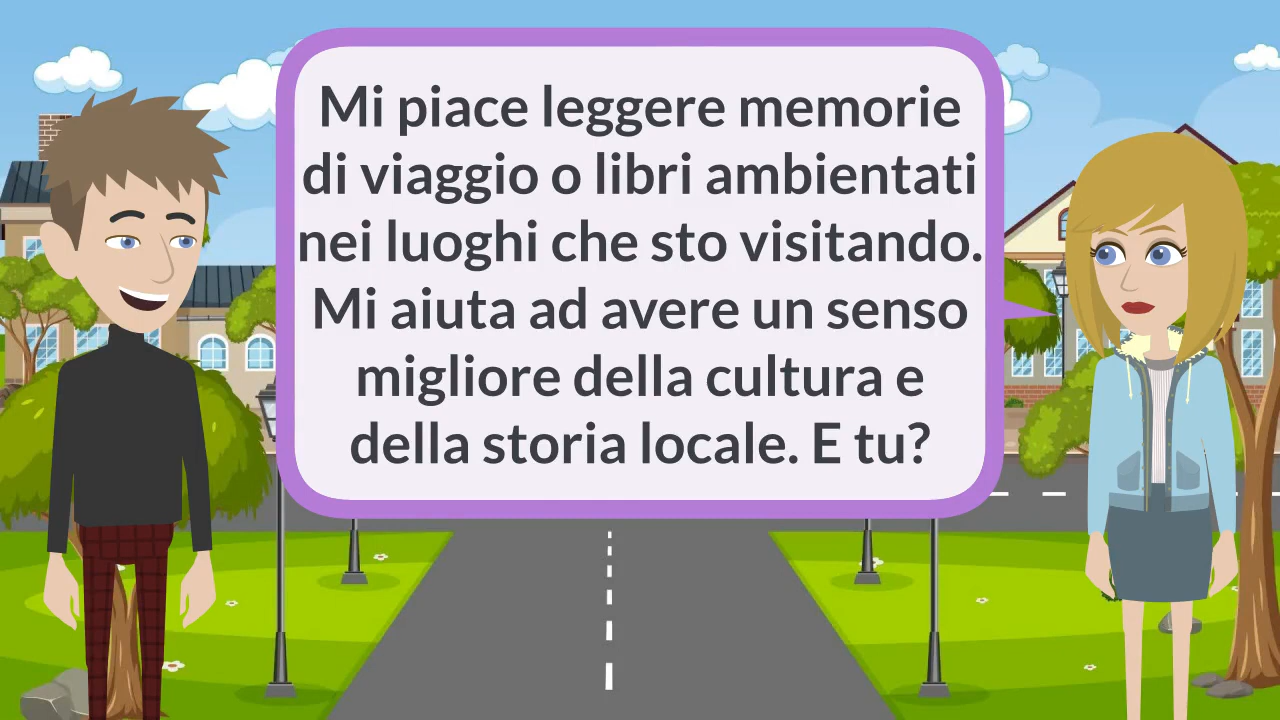 Mi piace leggere memorie
di viaggio o libri ambientati
nei luoghi che sto visitando.
Mi aiuta ad avere un senso
migliore della cultura e
della storia locale. E tu?